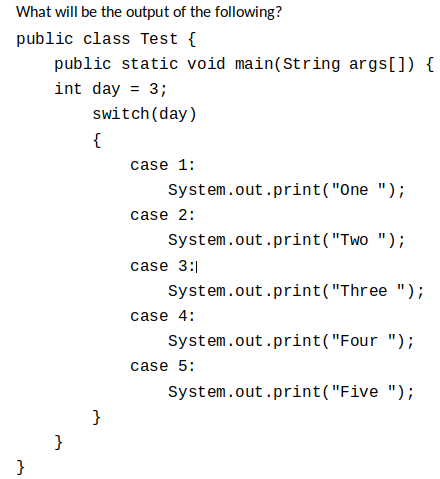 What will be the output of the following?
public class Test {
public static void main(String args[]) {
int day = 3;
switch(day)
{
case 1:
System.out.print("One ");
case 2:
System.out.print("Two ");
case 3:
System.out.print("Three ");
case 4:
System.out.print("Four ");
case 5:
System.out.print("Five ");
}
}
}